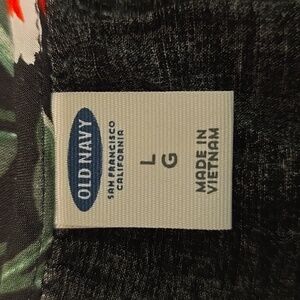 OLD NAVY
SAN FRANCISCO
CALIFORNIA
L
G
MADE IN
VIETNAM